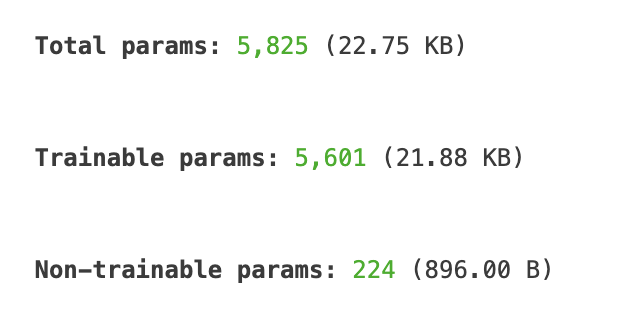 Total params: 5,825 (22.75 KB)
Trainable params: 5,601 (21.88 KB)
Non-trainable params: 224 (896.00 B)